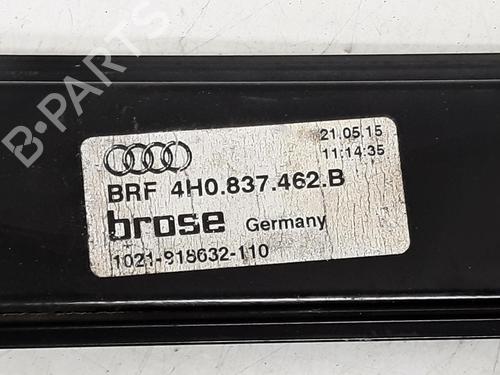 B-PARTS
21.05.15
11:14:35
BRF 4H0.837.462.B
brose Germany
1021-918632-110